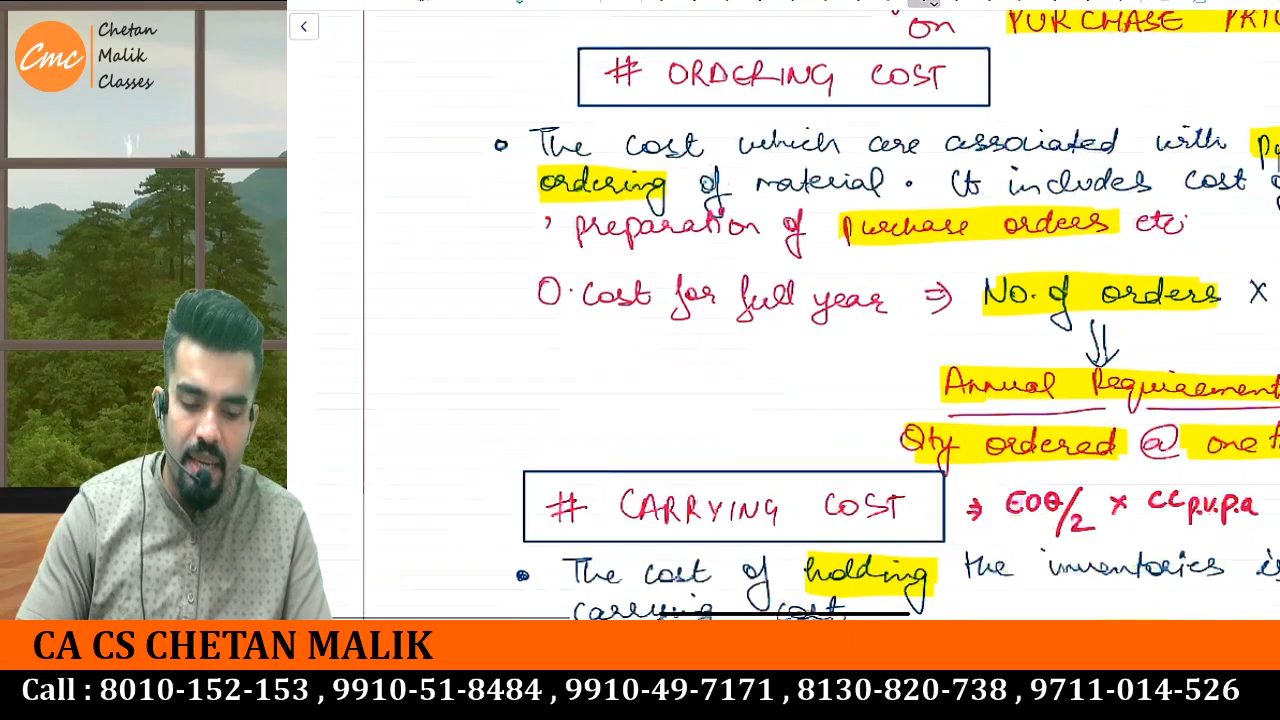 cmc
Chetan
Malik
Classes
on PURCHASE
# ORDERING COST
• The cost which are associated with
ordering of material. It includes cost
, preparation of purchase orders etc.
O. cost for full year ⇒ No. of orders ×
Annual Requirement
Qty ordered @ one
# CARRYING COST ⇒ EOQ/2 × CC p.u.p.a
• The cost of holding the inventories is
carrying cost
CA CS CHETAN MALIK
Call : 8010-152-153 , 9910-51-8484 , 9910-49-7171 , 8130-820-738 , 9711-014-526